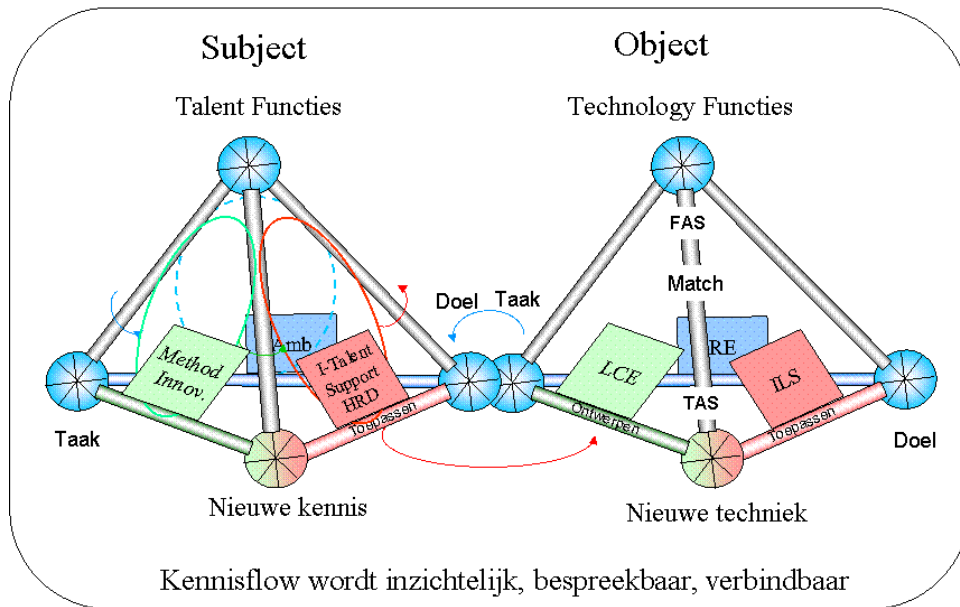 Subject
Object
Talent Functies
Technology Functies
FAS
Match
Doel
Taak
Amb
RE
Method
Innov.
I-Talent
Support
HRD
LCE
ILS
TAS
Toepassen
Ontwerpen
Toepassen
Taak
Doel
Nieuwe kennis
Nieuwe techniek
Kennisflow wordt inzichtelijk, bespreekbaar, verbindbaar